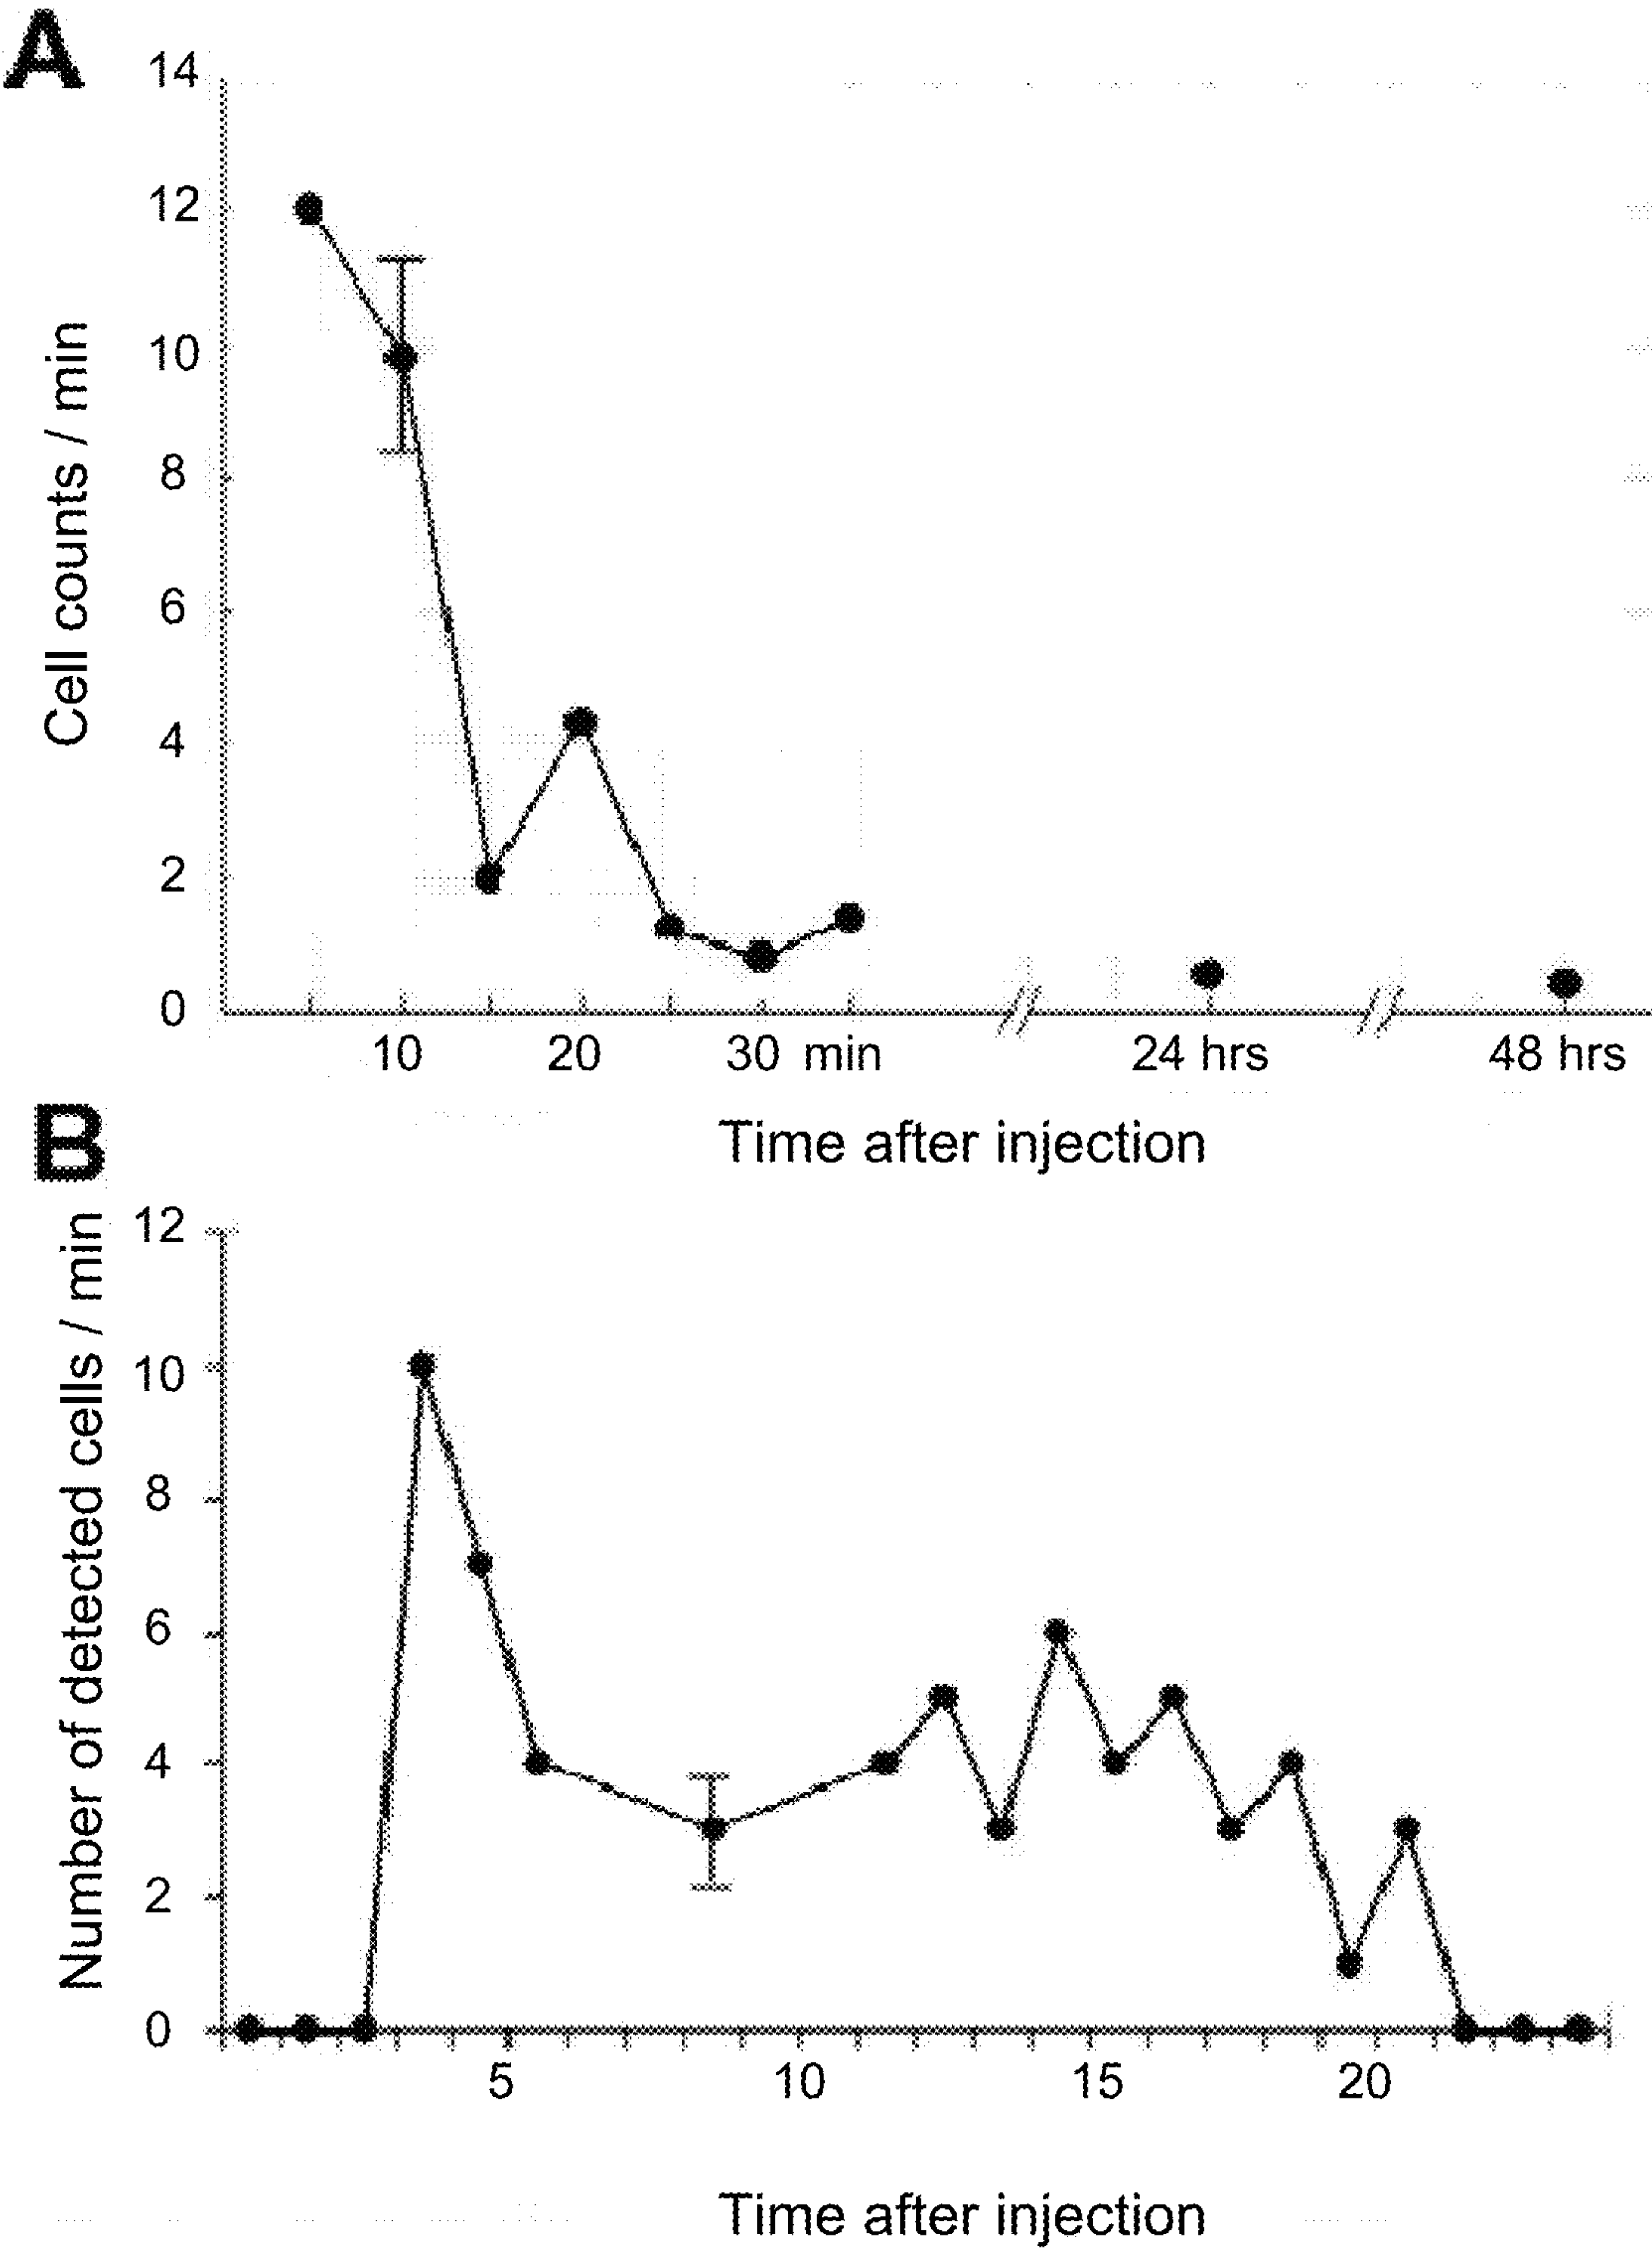 A
14
12
10
8
6
4
2
0
Cell counts / min
10 20 30 min 24 hrs 48 hrs
Time after injection
B
12
10
8
6
4
2
0
Number of detected cells / min
5 10 15 20
Time after injection